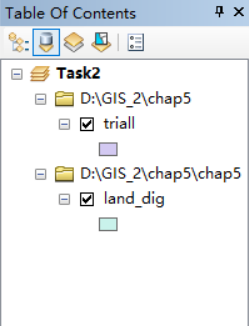 Table Of Contents
Task2
D:\GIS_2\chap5
triall
D:\GIS_2\chap5\chap5
land_dig